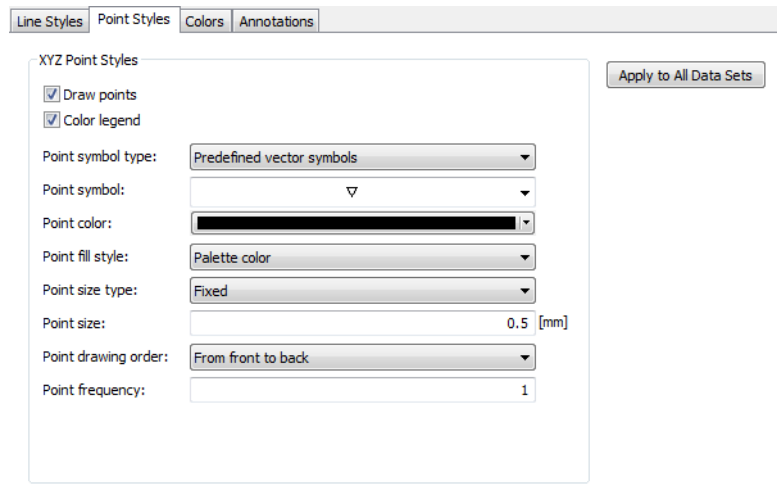 Line Styles Point Styles Colors Annotations
XYZ Point Styles
Apply to All Data Sets
Draw points
Color legend
Point symbol type: Predefined vector symbols
Point symbol:
Point color:
Point fill style: Palette color
Point size type: Fixed
Point size: 0.5 [mm]
Point drawing order: From front to back
Point frequency: 1